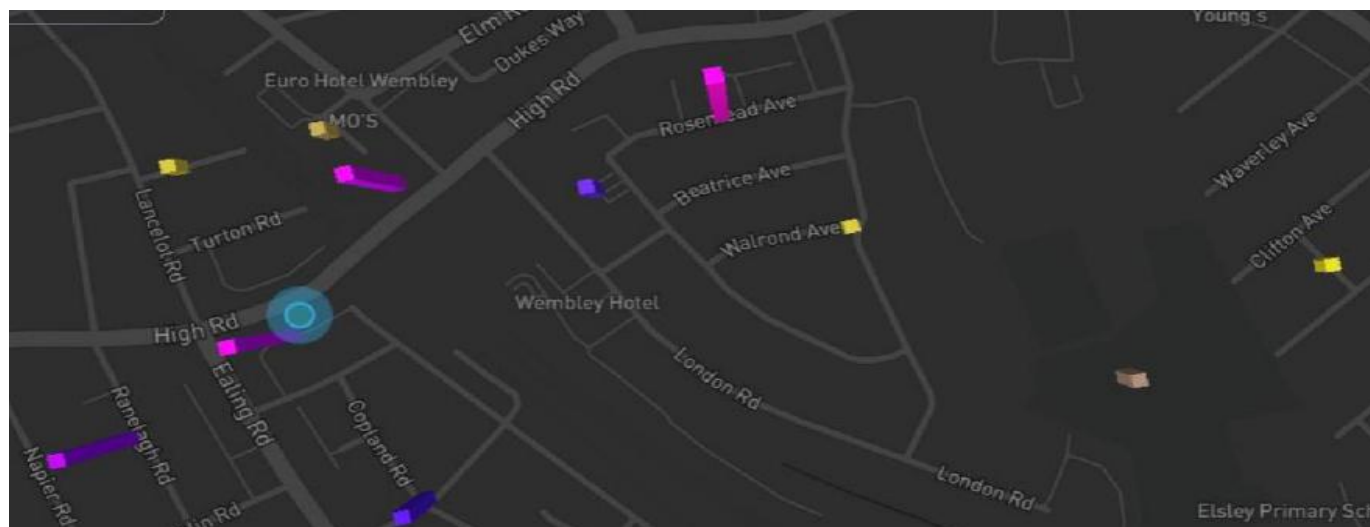 Young's
Elm R
Dukes Way
Euro Hotel Wembley
High Rd
MO'S
Rosemead Ave
Waverley Ave
Beatrice Ave
Lancelot Rd
Turton Rd
Walrond Ave
Clifton Ave
Wembley Hotel
High Rd
London Rd
Ealing Rd
Ranelagh Rd
Copland Rd
Napier Rd
lin Rd
London Rd
Elsley Primary Sc